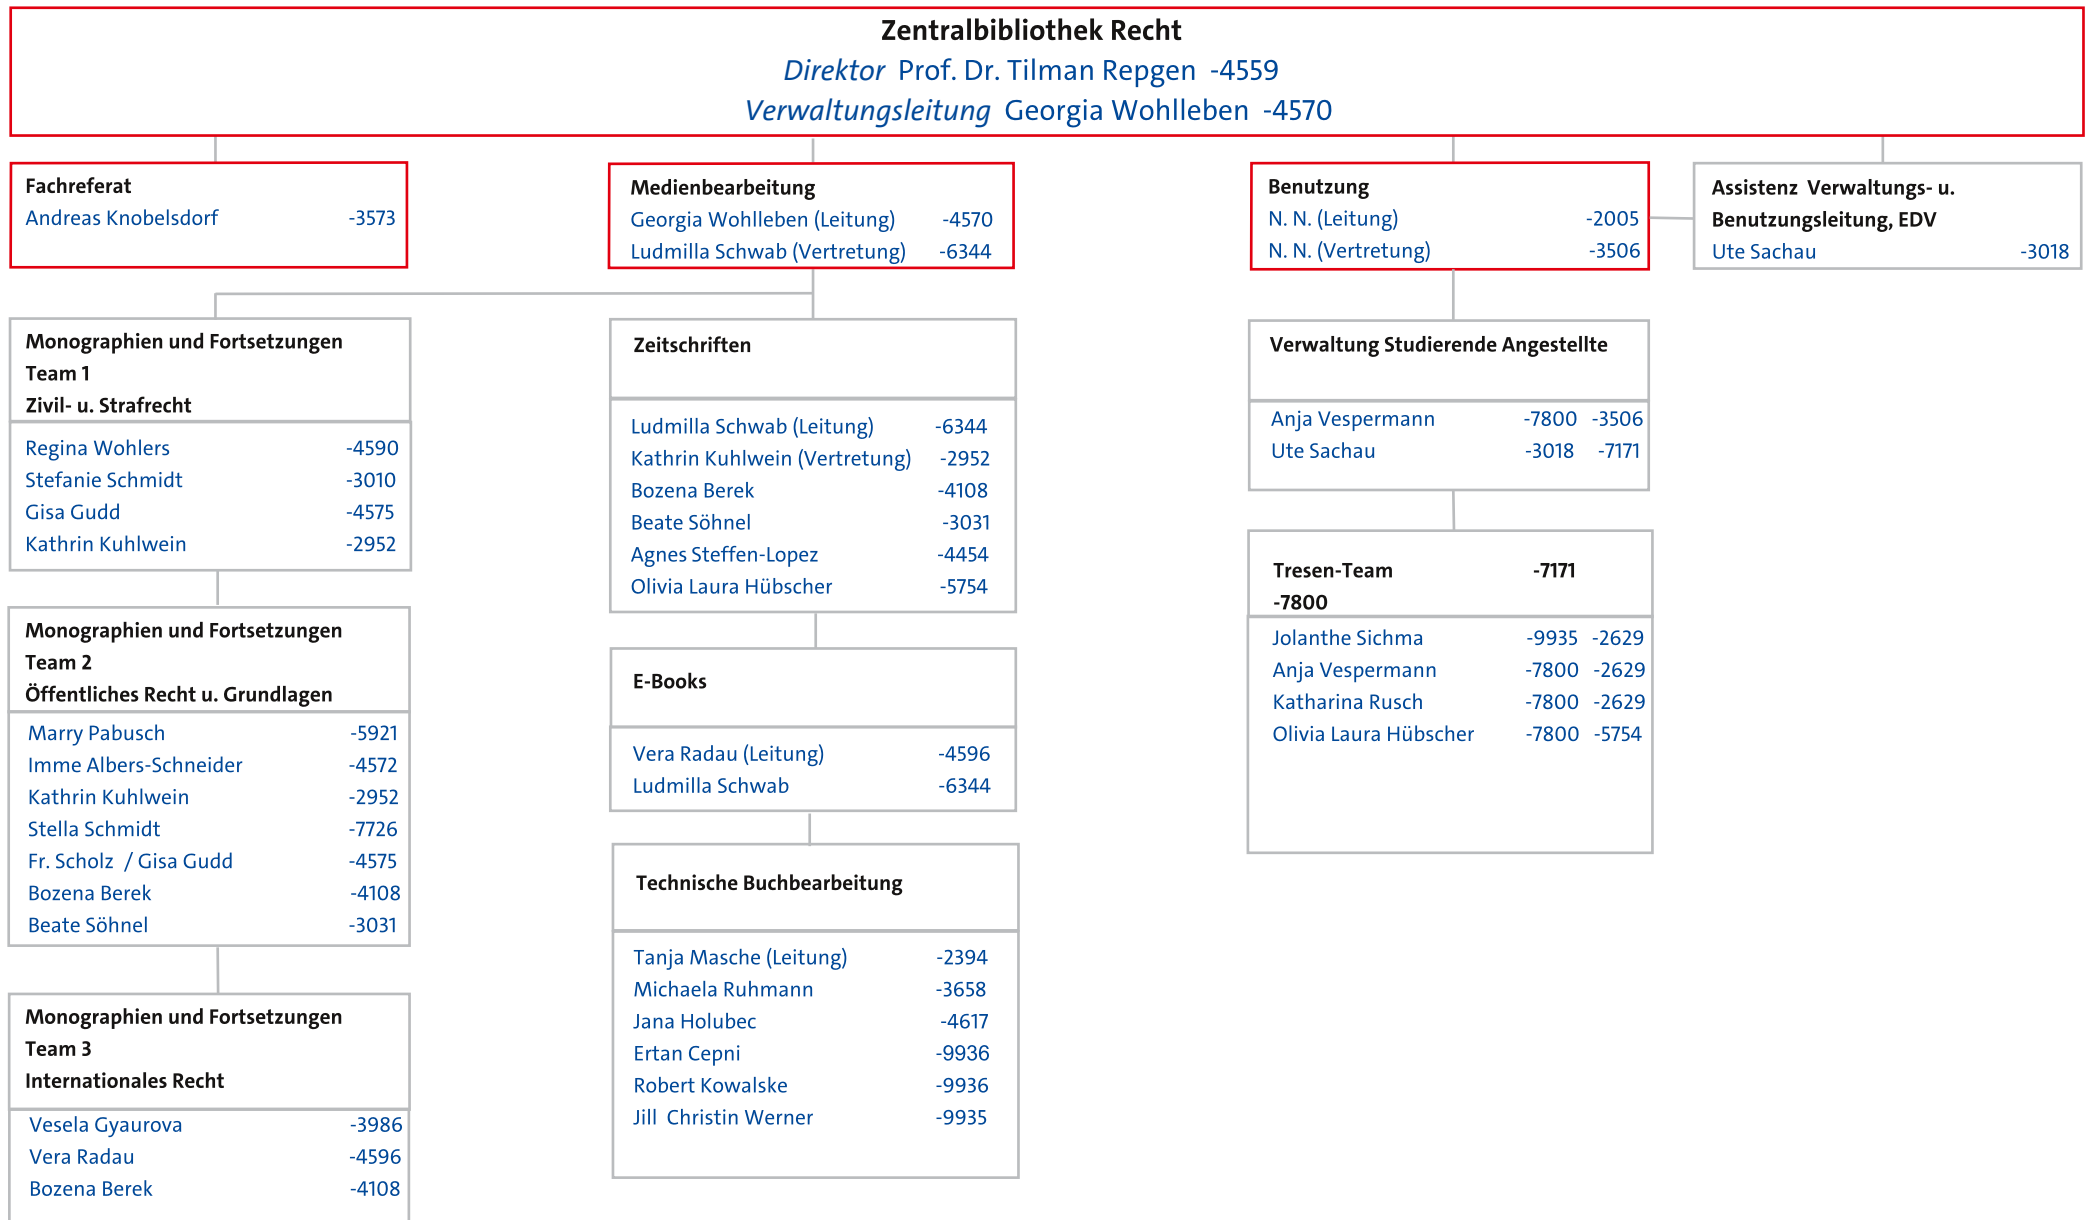 Zentralbibliothek Recht
Direktor Prof. Dr. Tilman Repgen -4559
Verwaltungsleitung Georgia Wohlleben -4570
Fachreferat
Andreas Knobelsdorf -3573
Medienbearbeitung
Georgia Wohlleben (Leitung) -4570
Ludmilla Schwab (Vertretung) -6344
Benutzung
N. N. (Leitung) -2005
N. N. (Vertretung) -3506
Assistenz Verwaltungs- u.
Benutzungsleitung, EDV
Ute Sachau -3018
Monographien und Fortsetzungen
Team 1
Zivil- u. Strafrecht
Regina Wohlers -4590
Stefanie Schmidt -3010
Gisa Gudd -4575
Kathrin Kuhlwein -2952
Monographien und Fortsetzungen
Team 2
Öffentliches Recht u. Grundlagen
Marry Pabusch -5921
Imme Albers-Schneider -4572
Kathrin Kuhlwein -2952
Stella Schmidt -7726
Fr. Scholz / Gisa Gudd -4575
Bozena Berek -4108
Beate Söhnel -3031
Monographien und Fortsetzungen
Team 3
Internationales Recht
Vesela Gyaurova -3986
Vera Radau -4596
Bozena Berek -4108
Zeitschriften
Ludmilla Schwab (Leitung) -6344
Kathrin Kuhlwein (Vertretung) -2952
Bozena Berek -4108
Beate Söhnel -3031
Agnes Steffen-Lopez -4454
Olivia Laura Hübscher -5754
E-Books
Vera Radau (Leitung) -4596
Ludmilla Schwab -6344
Technische Buchbearbeitung
Tanja Masche (Leitung) -2394
Michaela Ruhmann -3658
Jana Holubec -4617
Ertan Cepni -9936
Robert Kowalske -9936
Jill Christin Werner -9935
Verwaltung Studierende Angestellte
Anja Vespermann -7800 -3506
Ute Sachau -3018 -7171
Tresen-Team -7171
-7800
Jolanthe Sichma -9935 -2629
Anja Vespermann -7800 -2629
Katharina Rusch -7800 -2629
Olivia Laura Hübscher -7800 -5754